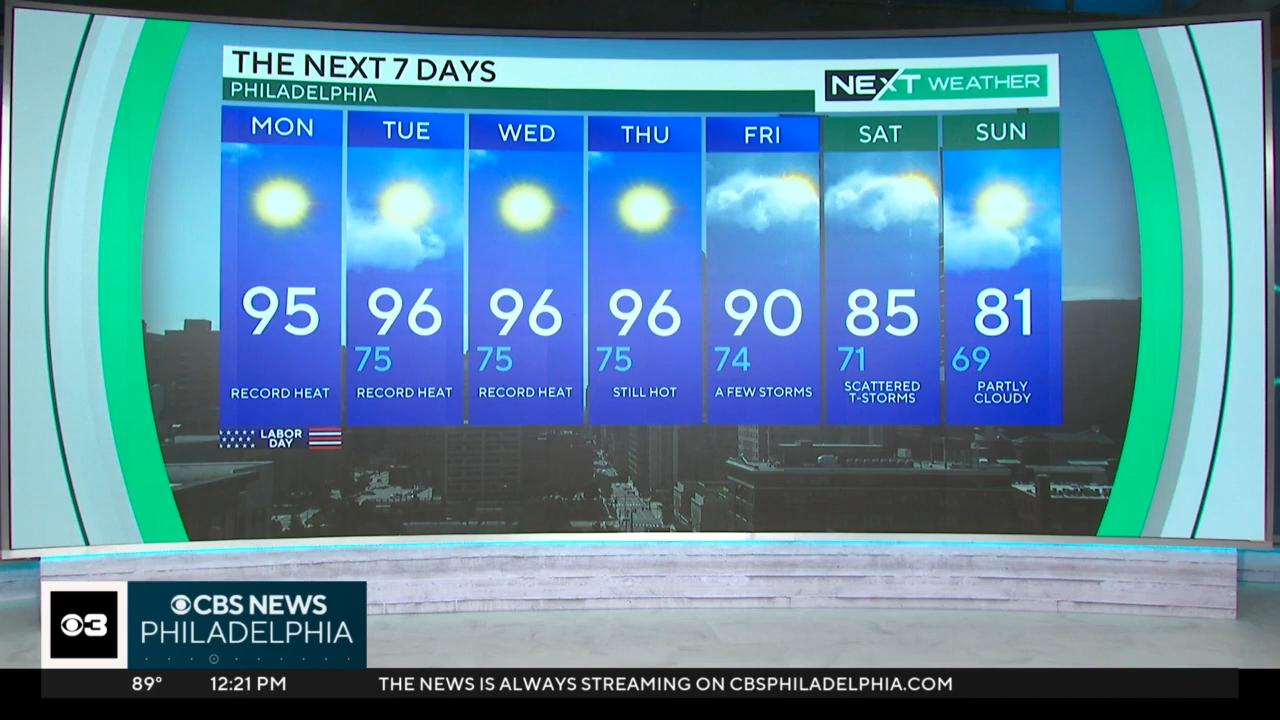 THE NEXT 7 DAYS
PHILADELPHIA
NEXT WEATHER
MON TUE WED THU FRI SAT SUN
95 96 96 96 90 85 81
75 75 75 74 71 69
RECORD HEAT RECORD HEAT RECORD HEAT STILL HOT A FEW STORMS SCATTERED T-STORMS PARTLY CLOUDY
LABOR
DAY
3
CBS NEWS
PHILADELPHIA
89° 12:21 PM THE NEWS IS ALWAYS STREAMING ON CBSPHILADELPHIA.COM